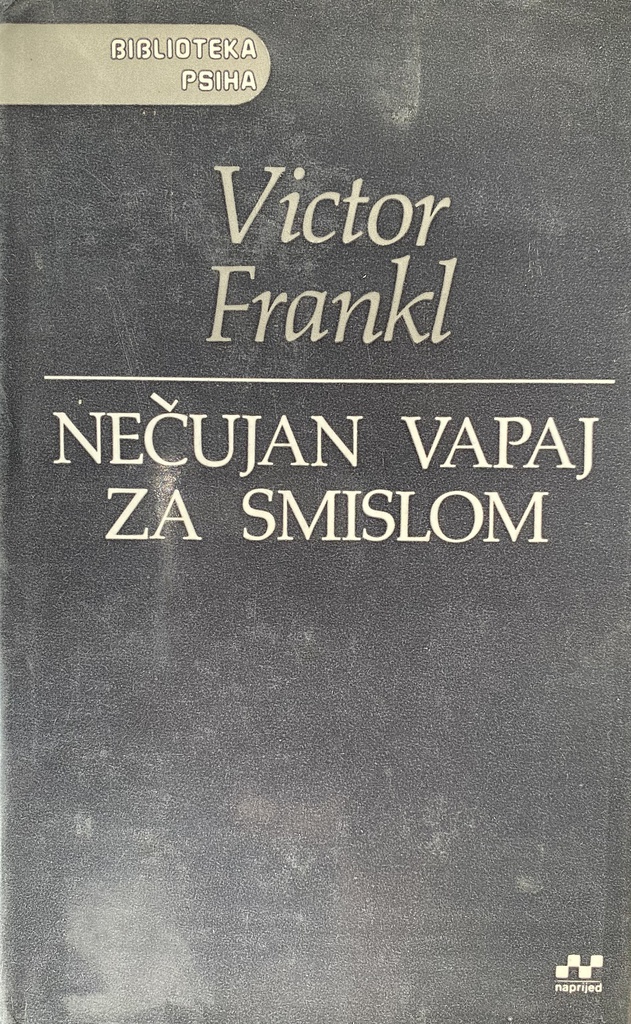 BIBLIOTEKA
PSIHA
Victor
Frankl
NEČUJAN VAPAJ
ZA SMISLOM
naprijed